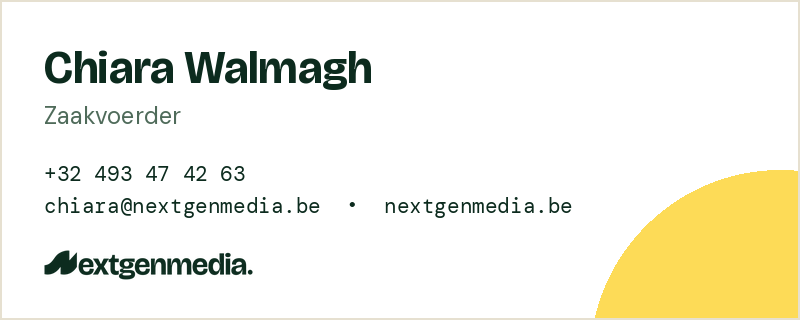 Chiara Walmagh
Zaakvoerder
+32 493 47 42 63
chiara@nextgenmedia.be • nextgenmedia.be
Nextgenmedia.